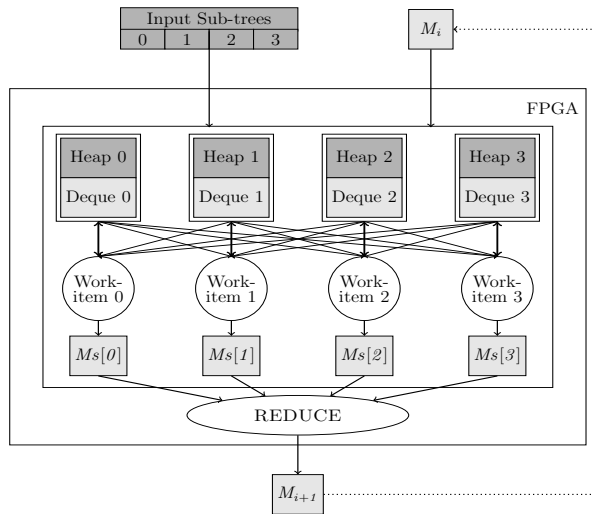 Input Sub-trees
0 1 2 3
M_i
FPGA
Heap 0 Heap 1 Heap 2 Heap 3
Deque 0 Deque 1 Deque 2 Deque 3
Work- Work- Work- Work-
item 0 item 1 item 2 item 3
Ms[0] Ms[1] Ms[2] Ms[3]
REDUCE
M_{i+1}